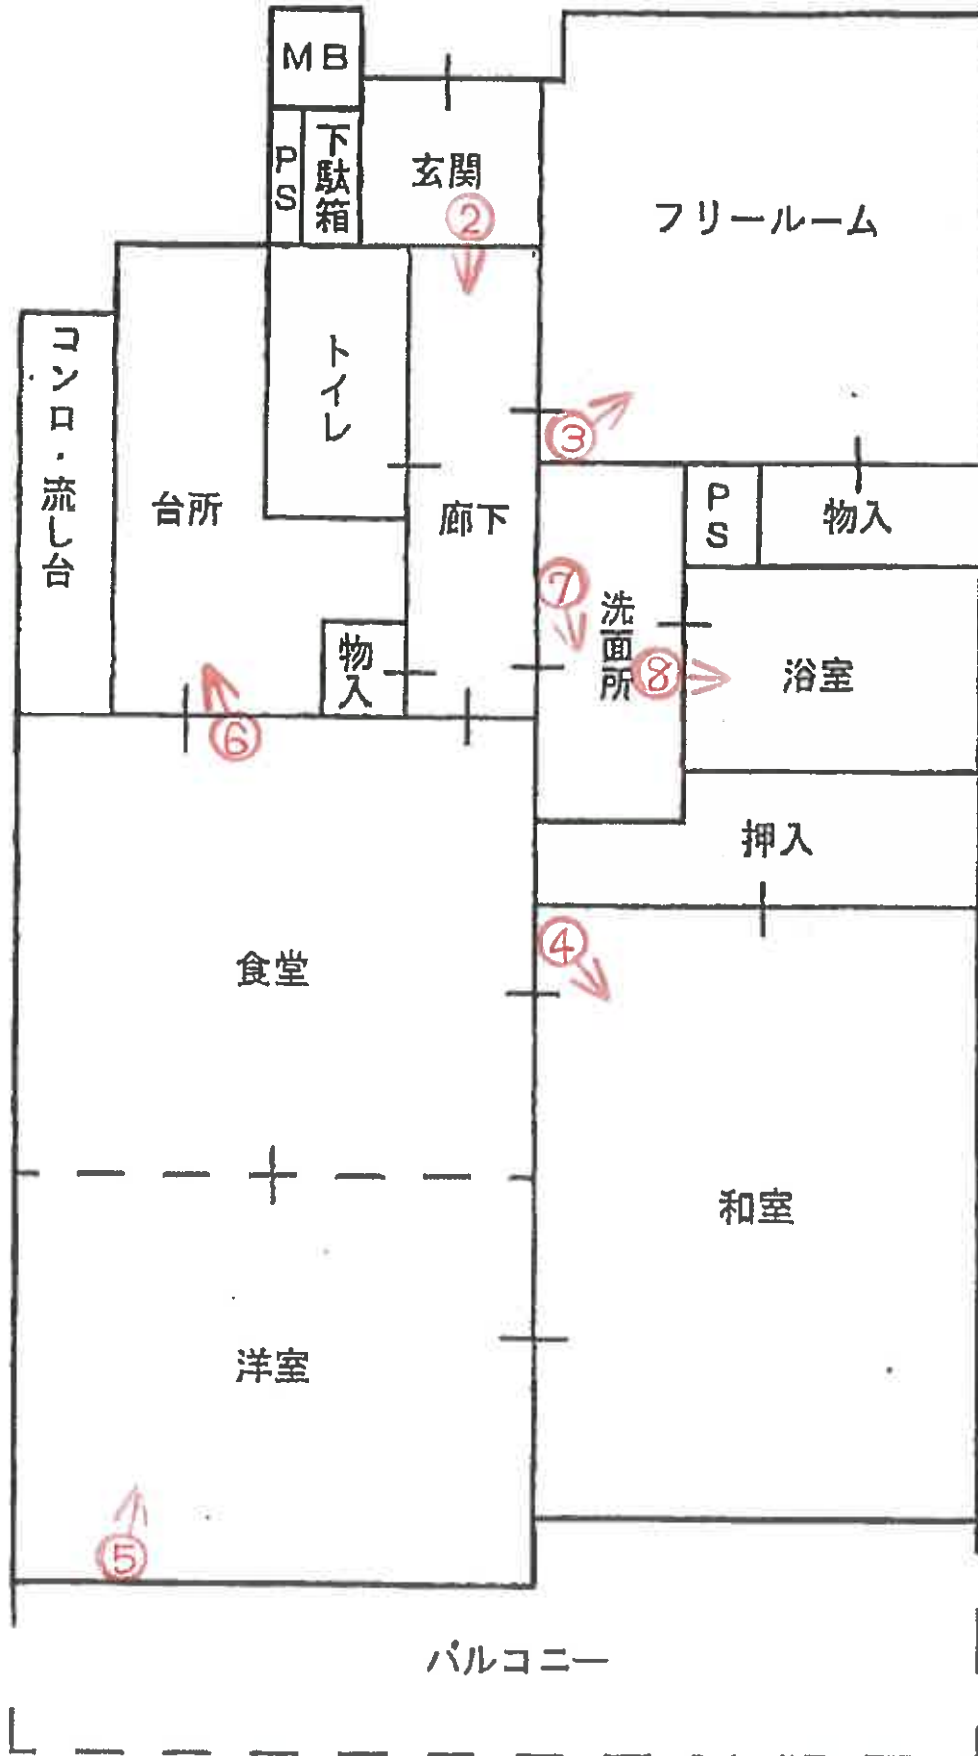 MB
PS
下駄箱
玄関
②
フリールーム
コンロ・流し台
台所
トイレ
廊下
③
PS
物入
⑦
洗面所
⑧
浴室
物入
⑥
押入
④
食堂
和室
洋室
⑤
バルコニー